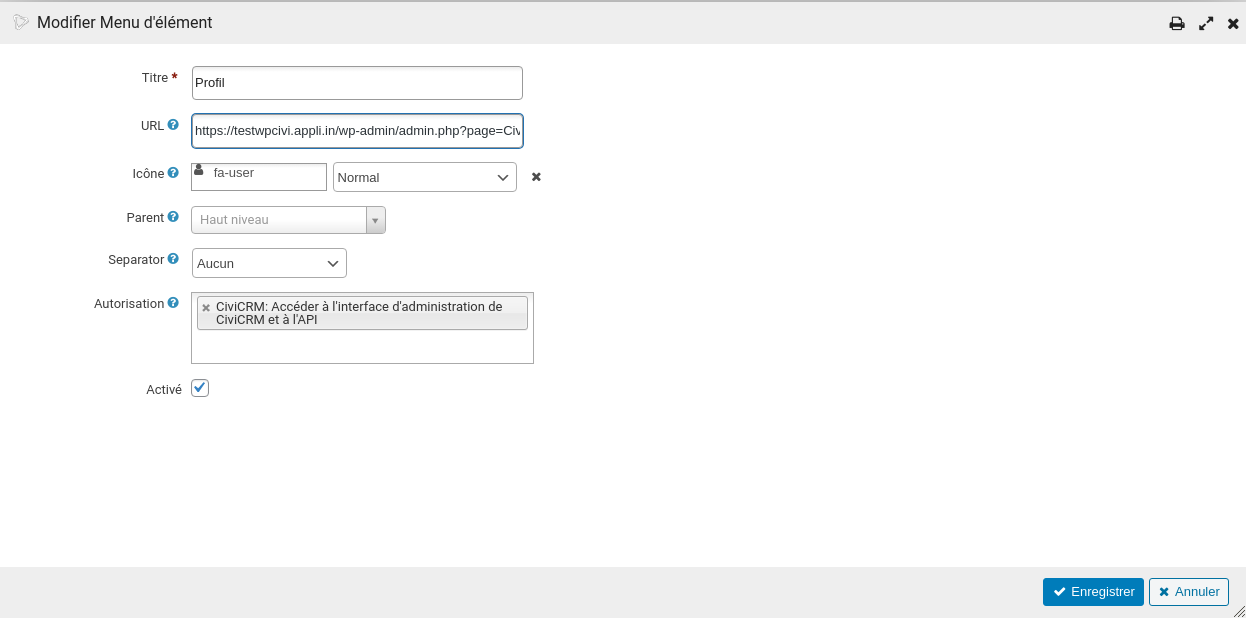 Modifier Menu d'élément
Titre *
Profil
URL
https://testwpcivi.appli.in/wp-admin/admin.php?page=Civ
Icône
fa-user
Normal
Parent
Haut niveau
Separator
Aucun
Autorisation
CiviCRM: Accéder à l'interface d'administration de
CiviCRM et à l'API
Activé
Enregistrer
Annuler